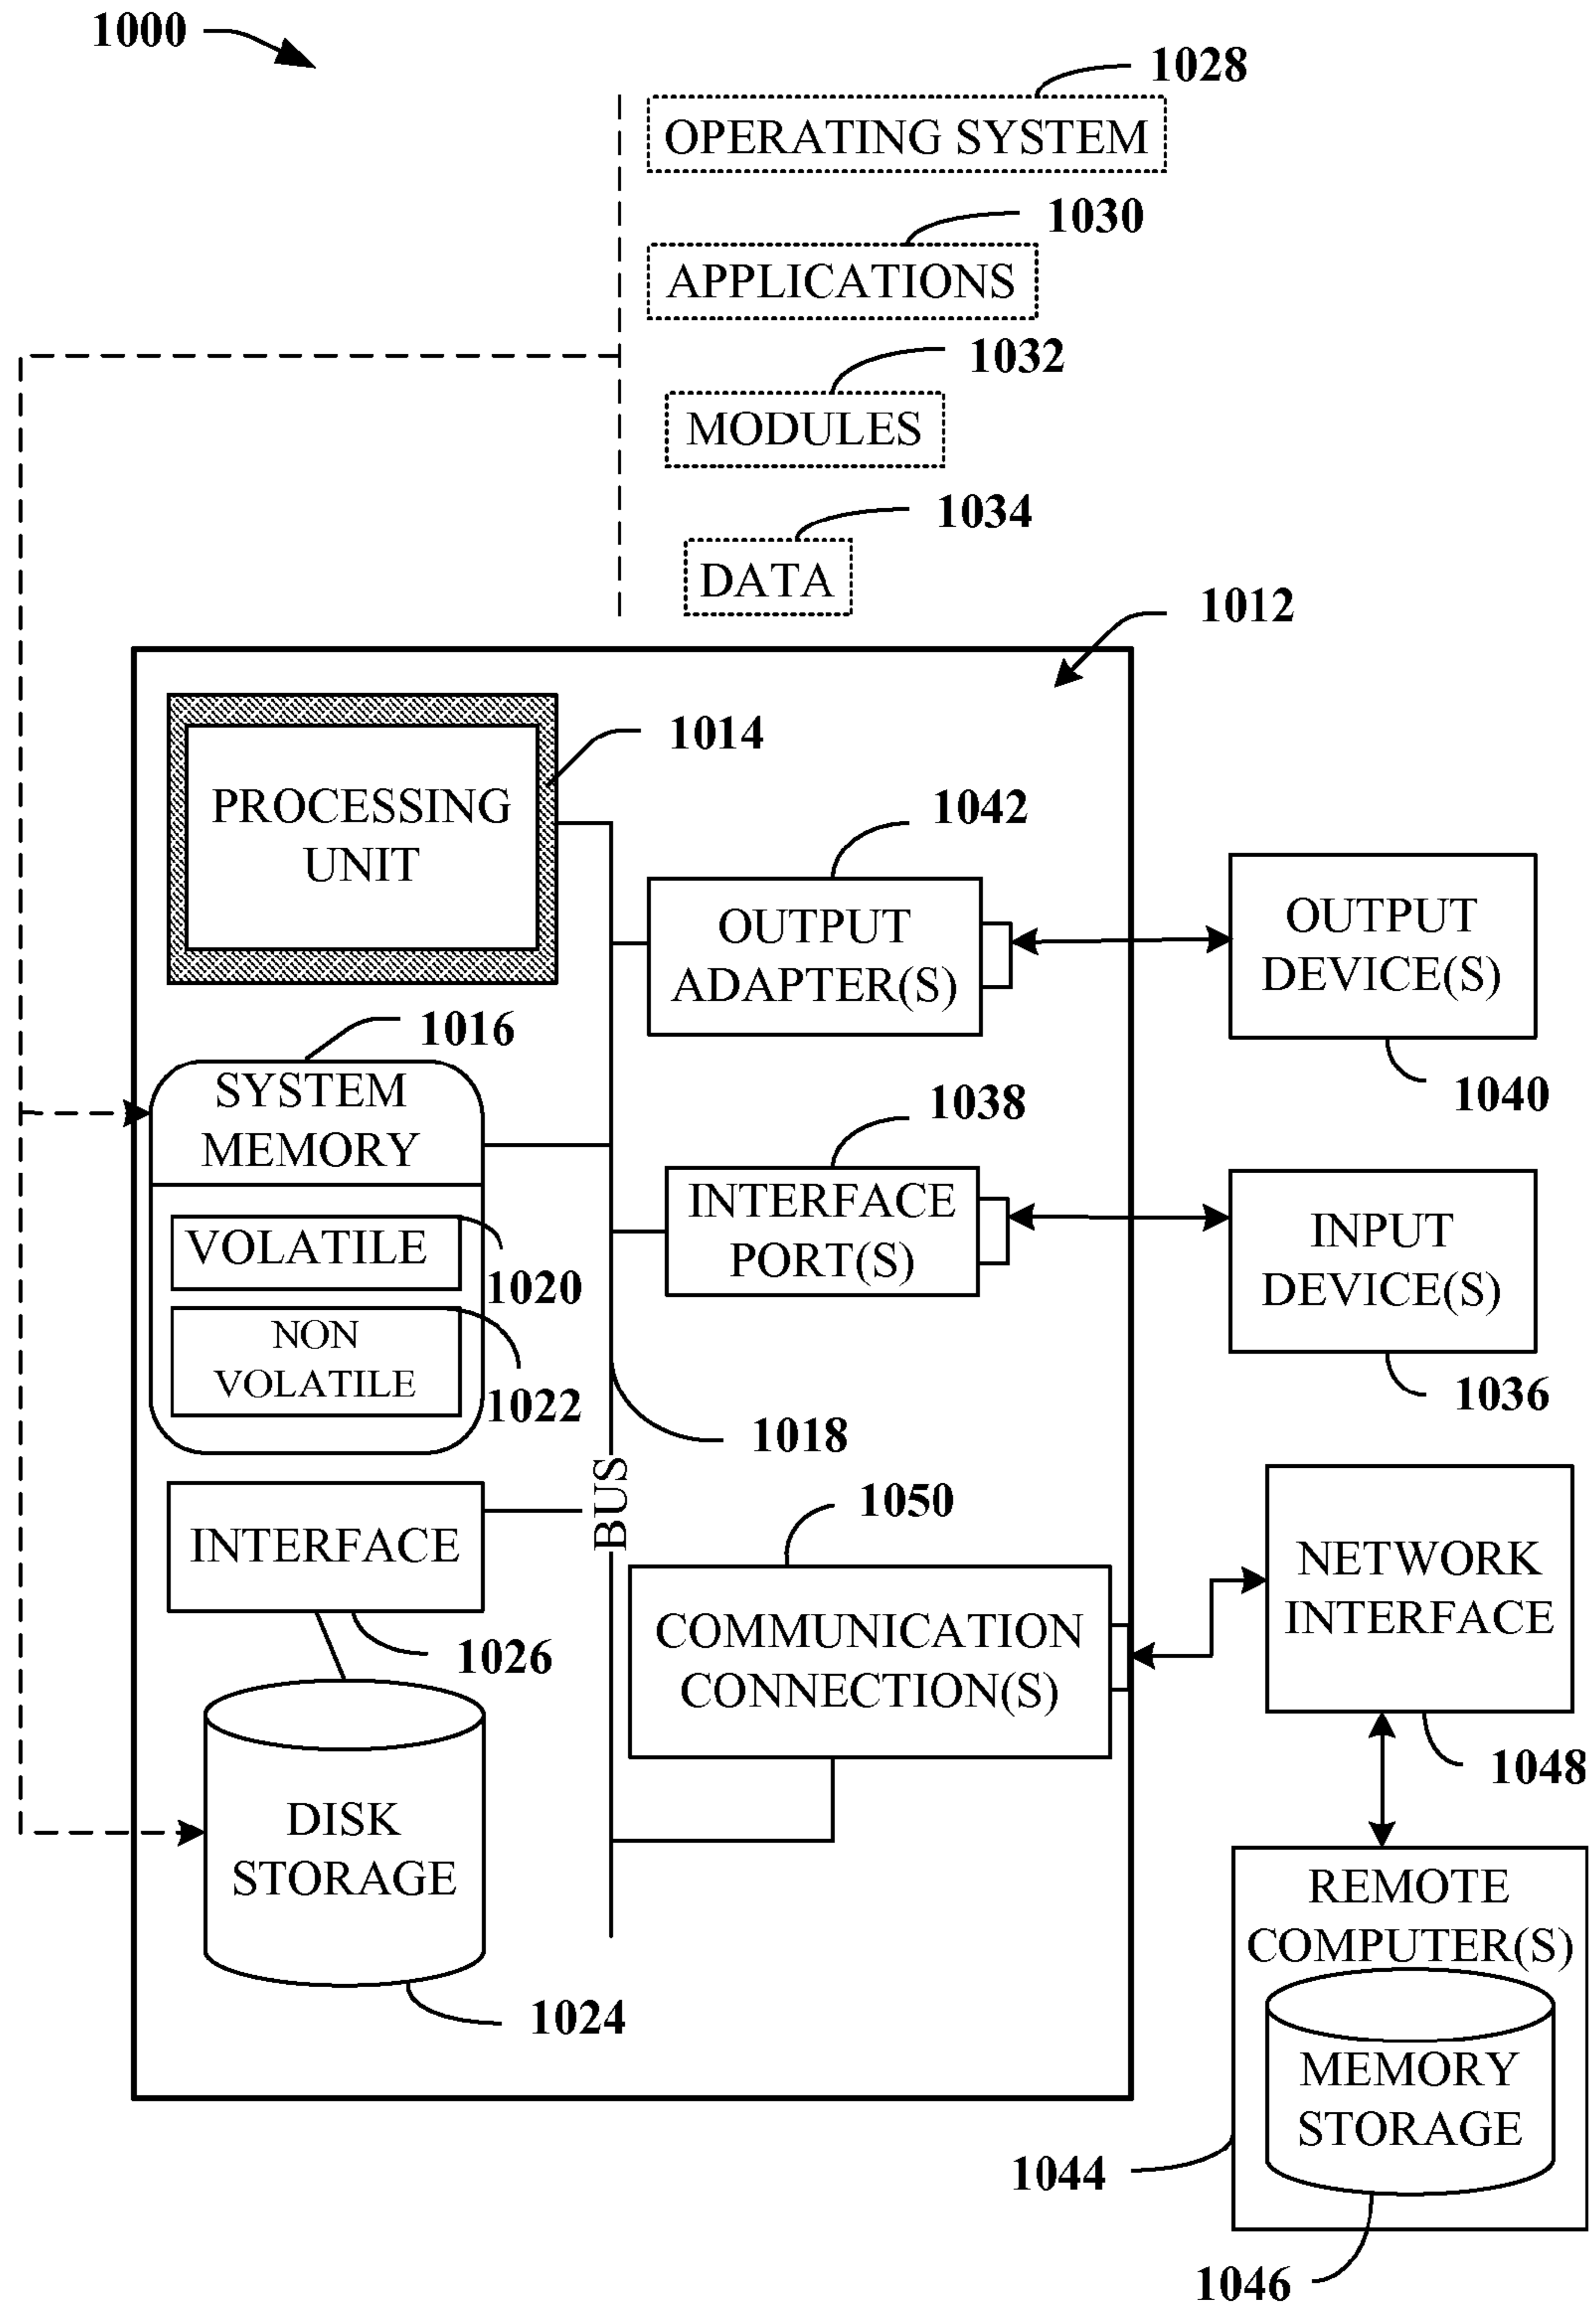 1000
1028
OPERATING SYSTEM
1030
APPLICATIONS
1032
MODULES
1034
DATA
1012
1014
PROCESSING
UNIT
1042
OUTPUT
ADAPTER(S)
OUTPUT
DEVICE(S)
1040
1016
SYSTEM
MEMORY
1038
INTERFACE
PORT(S)
INPUT
DEVICE(S)
1036
VOLATILE
1020
NON
VOLATILE
1022
1018
BUS
INTERFACE
1026
1050
COMMUNICATION
CONNECTION(S)
NETWORK
INTERFACE
1048
DISK
STORAGE
1024
REMOTE
COMPUTER(S)
MEMORY
STORAGE
1044
1046